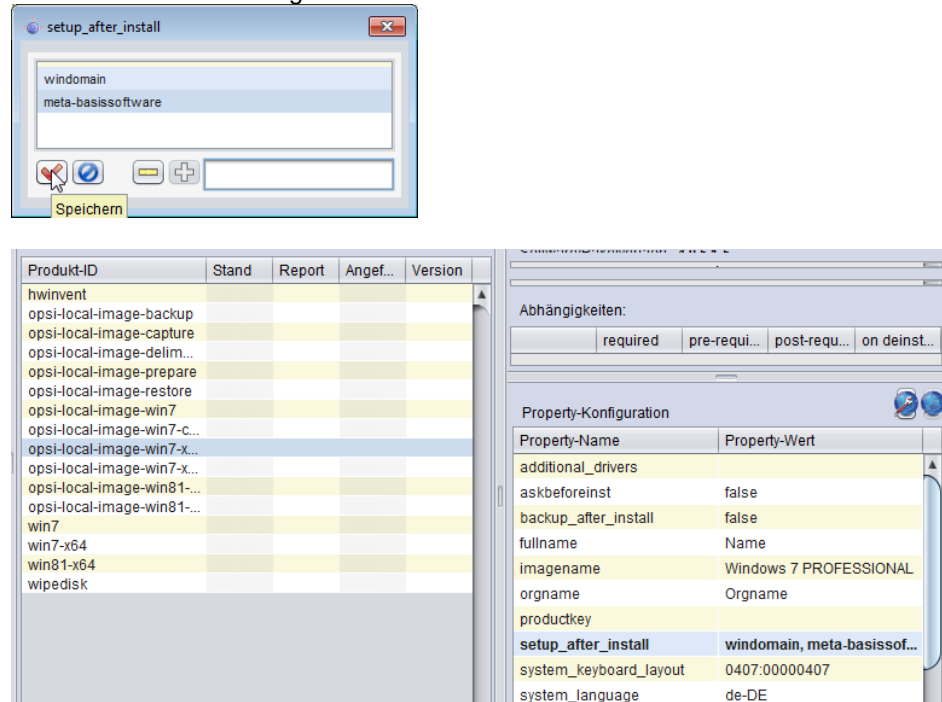 setup_after_install
windomain
meta-basissoftware
Speichern
Produkt-ID Stand Report Angef... Version
hwinvent
opsi-local-image-backup
opsi-local-image-capture
opsi-local-image-delim...
opsi-local-image-prepare
opsi-local-image-restore
opsi-local-image-win7
opsi-local-image-win7-c...
opsi-local-image-win7-x...
opsi-local-image-win7-x...
opsi-local-image-win81-...
opsi-local-image-win81-...
win7
win7-x64
win81-x64
wipedisk
Abhängigkeiten:
required pre-requi... post-requ... on deinst...
Property-Konfiguration
Property-Name Property-Wert
additional_drivers
askbeforeinst false
backup_after_install false
fullname Name
imagename Windows 7 PROFESSIONAL
orgname Orgname
productkey
setup_after_install windomain, meta-basissof...
system_keyboard_layout 0407:00000407
system_language de-DE